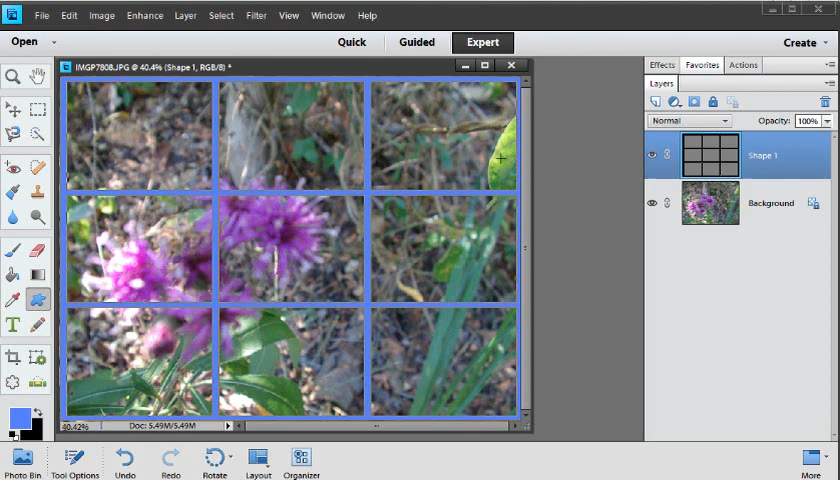 File Edit Image Enhance Layer Select Filter View Window Help
Open Quick Guided Expert Create
IMGP7808.JPG @ 40.4% (Shape 1, RGB/8) *
Effects Favorites Actions
Layers
Normal Opacity: 100%
Shape 1
Background
T
40.42% Doc: 5.49M/5.49M
Photo Bin Tool Options Undo Redo Rotate Layout Organizer More